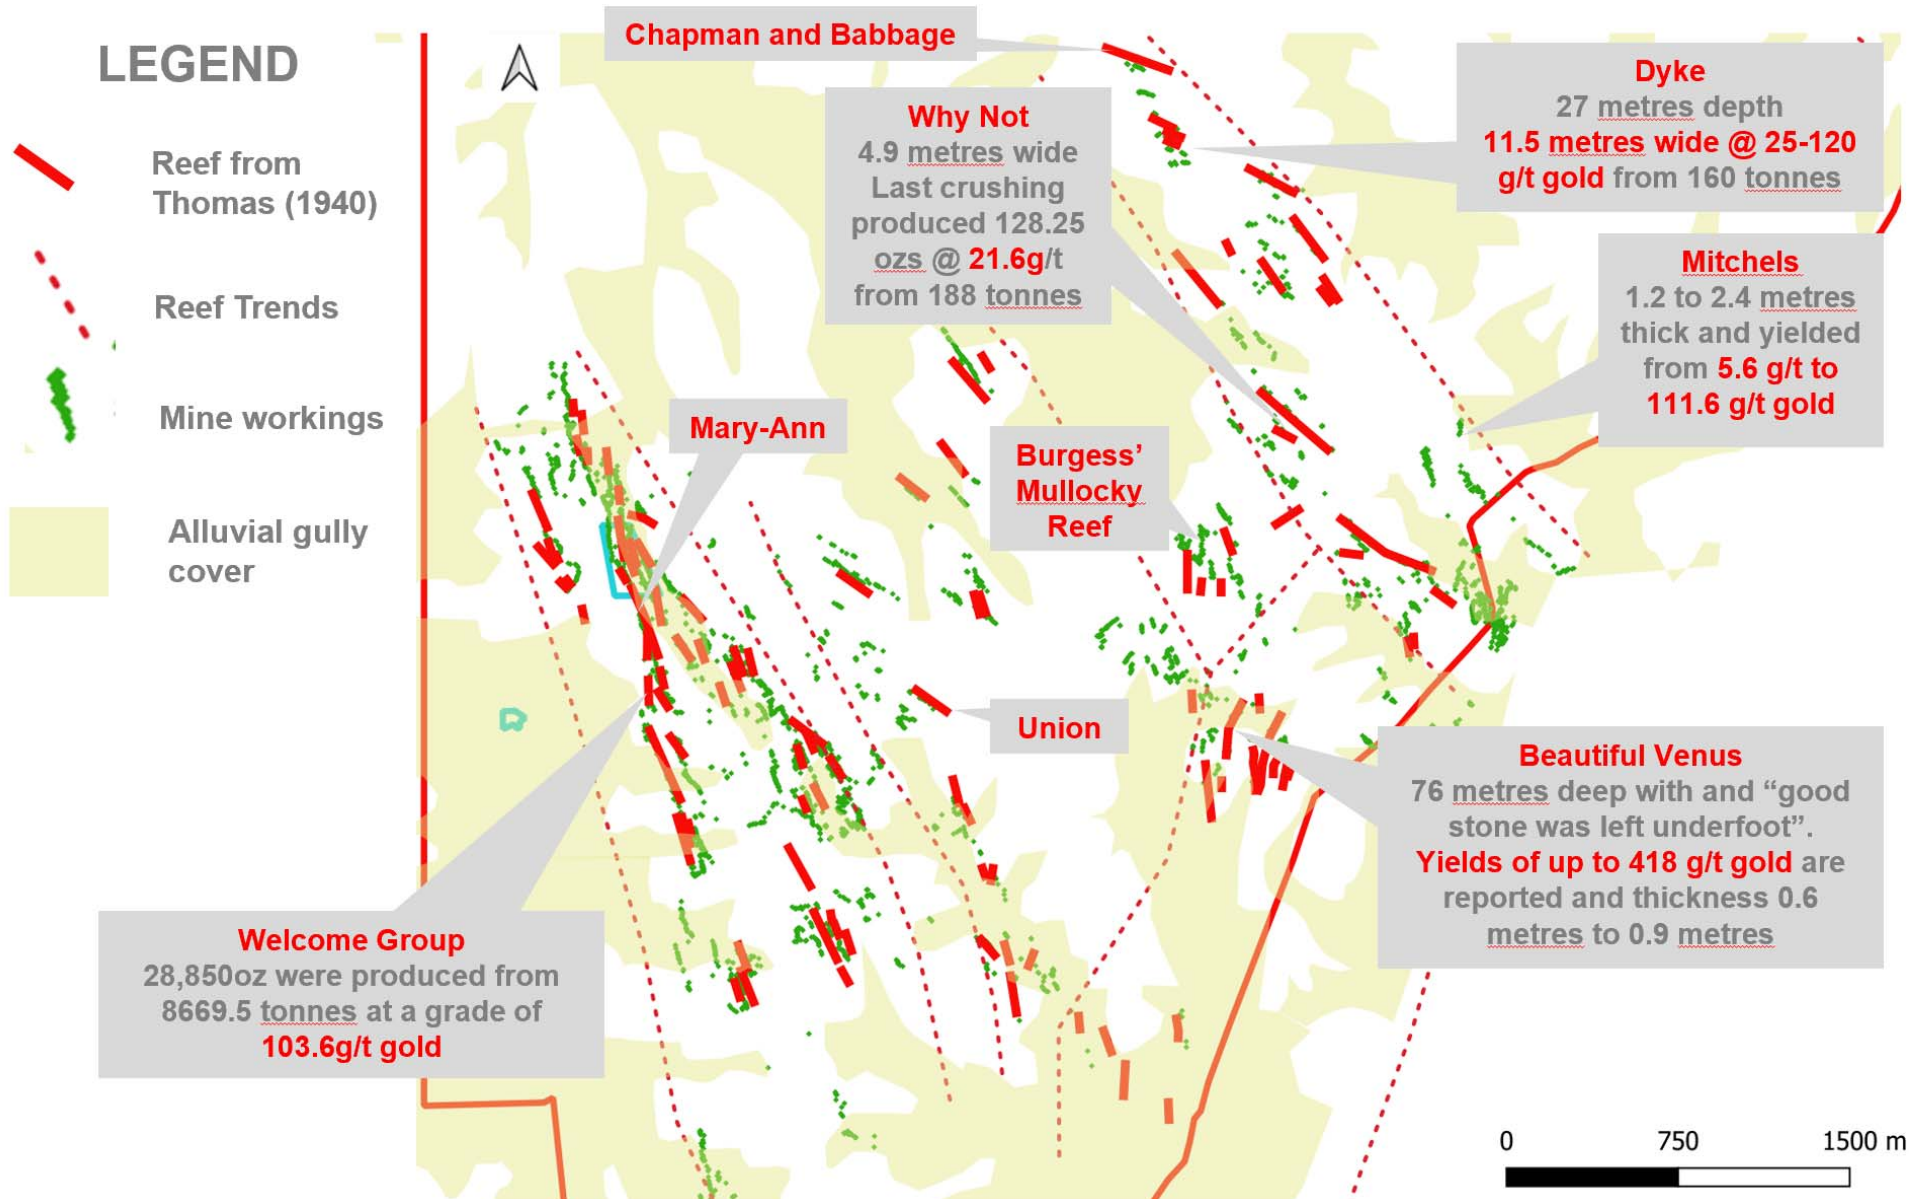 LEGEND
Reef from
Thomas (1940)
Reef Trends
Mine workings
Alluvial gully
cover
Chapman and Babbage
Why Not
4.9 metres wide
Last crushing
produced 128.25
ozs @ 21.6g/t
from 188 tonnes
Dyke
27 metres depth
11.5 metres wide @ 25-120
g/t gold from 160 tonnes
Mitchels
1.2 to 2.4 metres
thick and yielded
from 5.6 g/t to
111.6 g/t gold
Mary-Ann
Burgess’
Mullocky
Reef
Union
Beautiful Venus
76 metres deep with and “good
stone was left underfoot”.
Yields of up to 418 g/t gold are
reported and thickness 0.6
metres to 0.9 metres
Welcome Group
28,850oz were produced from
8669.5 tonnes at a grade of
103.6g/t gold
0 750 1500 m